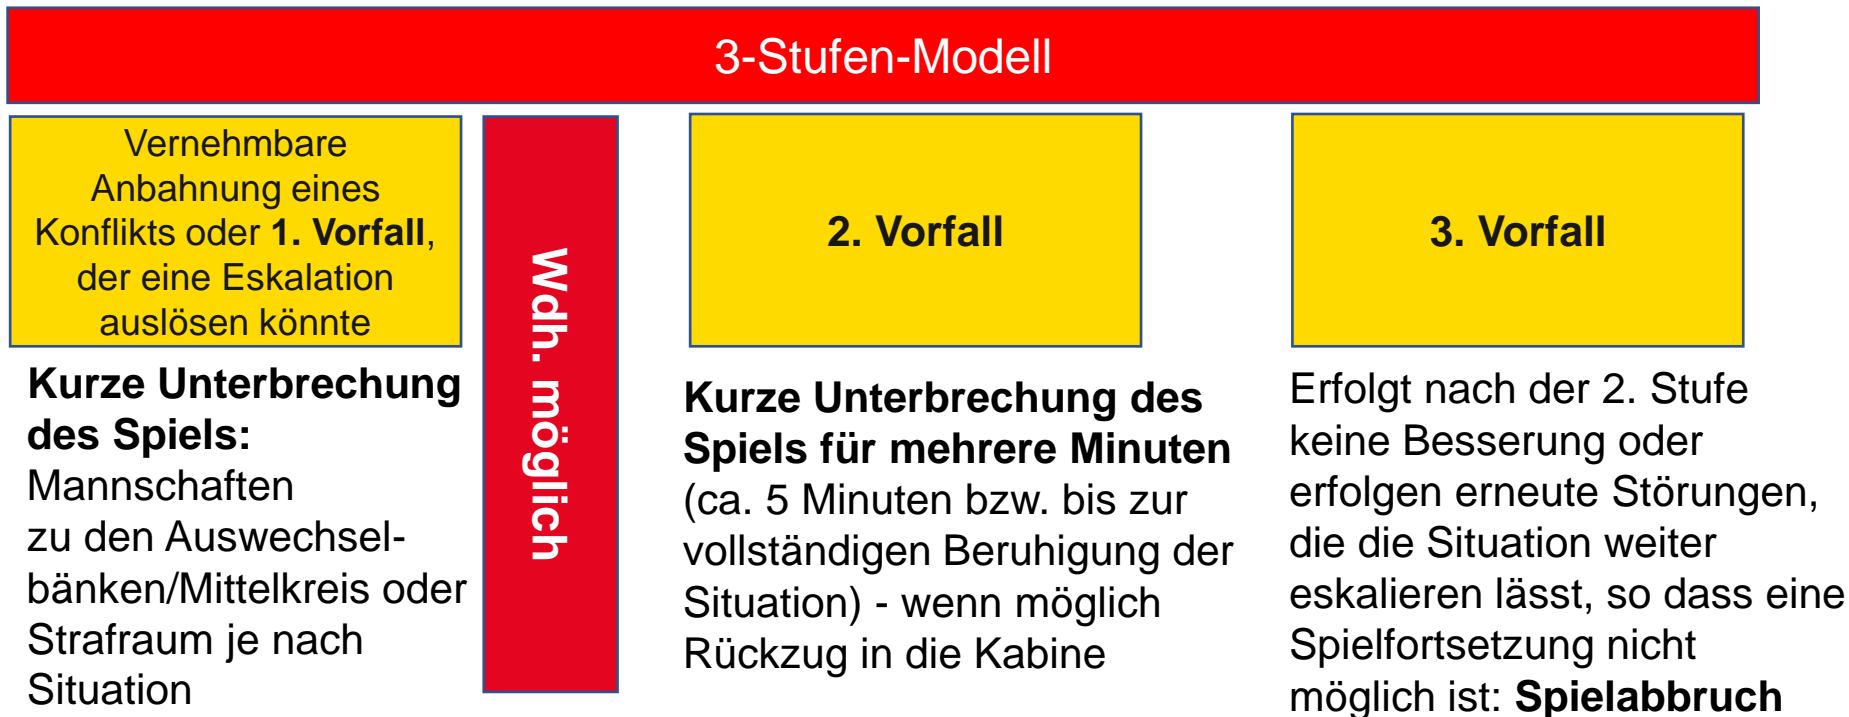 3-Stufen-Modell
Vernehmbare
Anbahnung eines
Konflikts oder 1. Vorfall,
der eine Eskalation
auslösen könnte
Kurze Unterbrechung
des Spiels:
Mannschaften
zu den Auswechsel-
bänken/Mittelkreis oder
Strafraum je nach
Situation
Wdh. möglich
2. Vorfall
Kurze Unterbrechung des
Spiels für mehrere Minuten
(ca. 5 Minuten bzw. bis zur
vollständigen Beruhigung der
Situation) - wenn möglich
Rückzug in die Kabine
3. Vorfall
Erfolgt nach der 2. Stufe
keine Besserung oder
erfolgen erneute Störungen,
die die Situation weiter
eskalieren lässt, so dass eine
Spielfortsetzung nicht
möglich ist: Spielabbruch